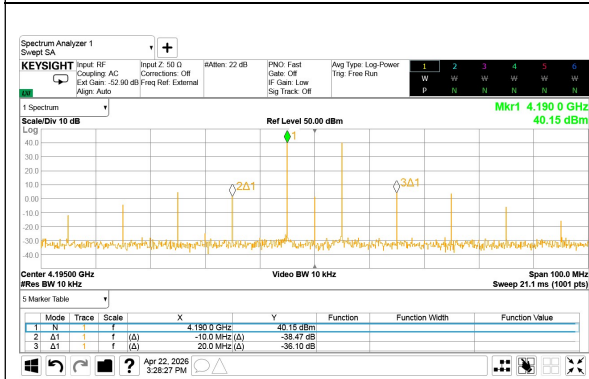 Spectrum Analyzer 1
Swept SA
KEYSIGHT Input: RF Input Z: 50 Ω #Atten: 22 dB PNO: Fast Avg Type: Log-Power 1 2 3 4 5 6
Coupling: AC Corrections: Off Gate: Off Trig: Free Run W W W W W W
Ext Gain: -52.90 dB Freq Ref: External IF Gain: Low
Align: Auto Sig Track: Off P N N N N N
1 Spectrum Mkr1 4.190 0 GHz
Scale/Div 10 dB Ref Level 50.00 dBm 40.15 dBm
Log
1
40.0
30.0
20.0
2Δ1 3Δ1
10.0
0.00
-10.0
-20.0
-30.0
-40.0
Center 4.19500 GHz Video BW 10 kHz Span 100.0 MHz
#Res BW 10 kHz Sweep 21.1 ms (1001 pts)
5 Marker Table
Mode Trace Scale X Y Function Function Width Function Value
1 N 1 f 4.190 0 GHz 40.15 dBm
2 Δ1 1 f (Δ) -10.0 MHz (Δ) -38.47 dB
3 Δ1 1 f (Δ) 20.0 MHz (Δ) -36.10 dB
Apr 22, 2026
3:28:27 PM